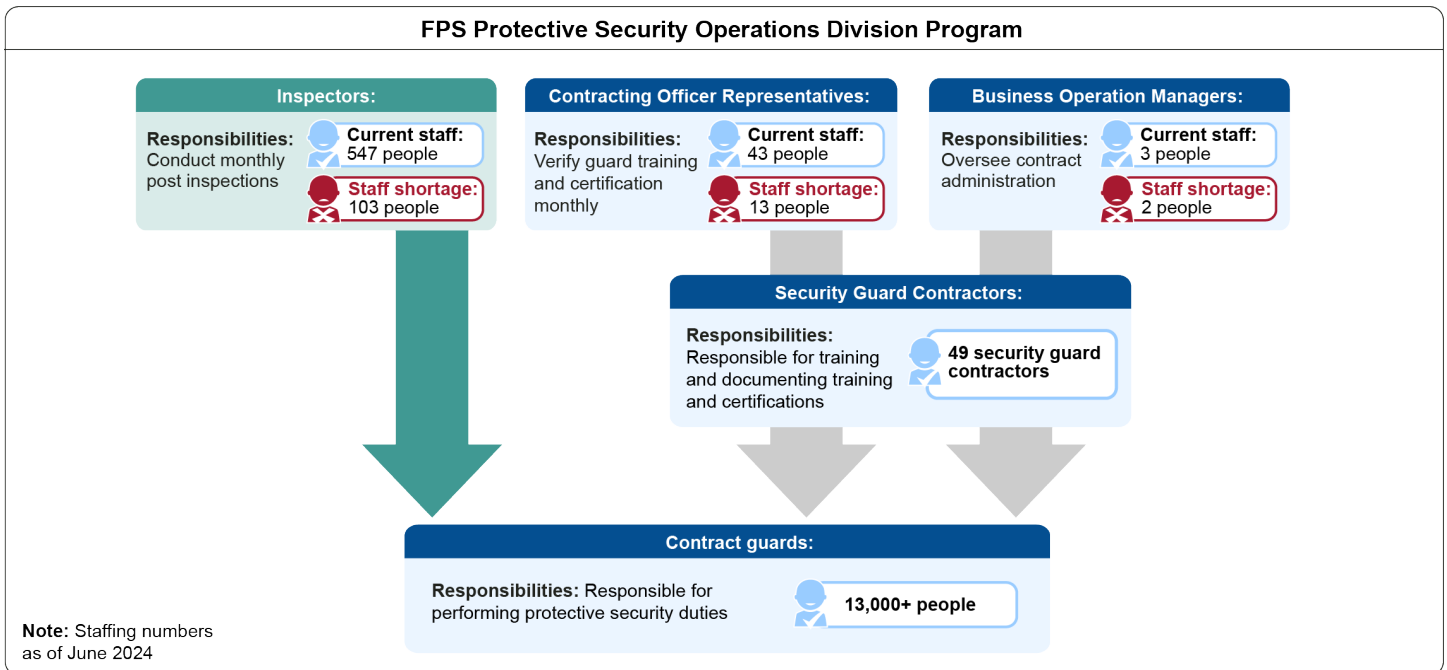 FPS Protective Security Operations Division Program
Inspectors:
Responsibilities:
Conduct monthly
post inspections
Current staff:
547 people
Staff shortage:
103 people
Contracting Officer Representatives:
Responsibilities:
Verify guard training
and certification
monthly
Current staff:
43 people
Staff shortage:
13 people
Business Operation Managers:
Responsibilities:
Oversee contract
administration
Current staff:
3 people
Staff shortage:
2 people
Security Guard Contractors:
Responsibilities:
Responsible for training
and documenting training
and certifications
49 security guard
contractors
Contract guards:
Responsibilities: Responsible for
performing protective security duties
13,000+ people
Note: Staffing numbers
as of June 2024